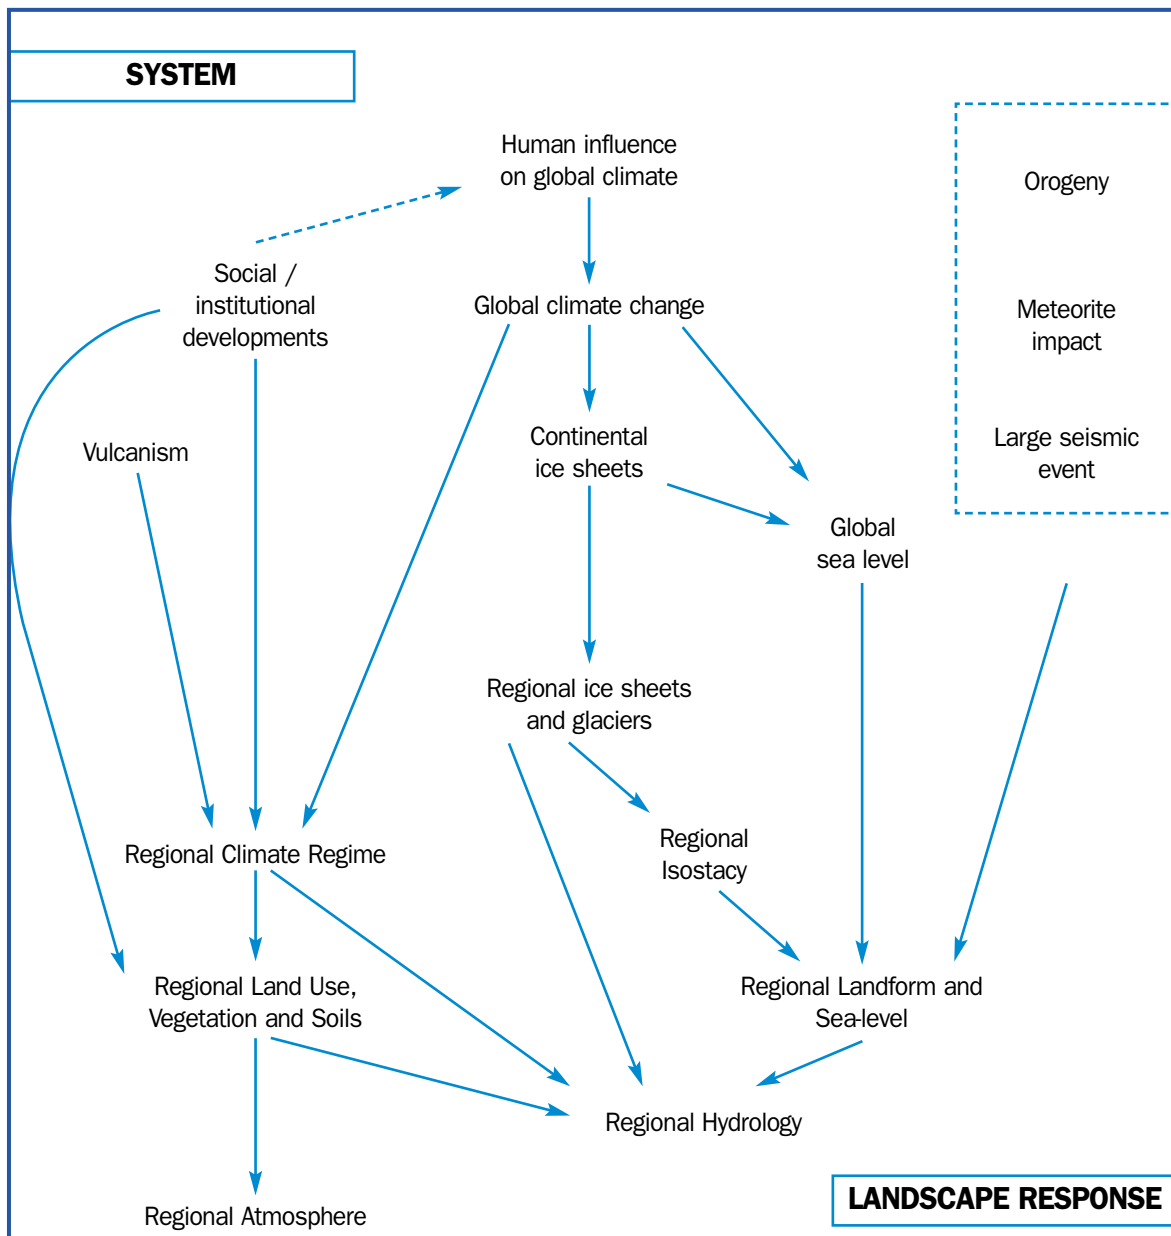 SYSTEM
Human influence
on global climate
Orogeny
Social /
institutional
developments
Global climate change
Meteorite
impact
Vulcanism
Continental
ice sheets
Large seismic
event
Global
sea level
Regional ice sheets
and glaciers
Regional Climate Regime
Regional
Isostacy
Regional Land Use,
Vegetation and Soils
Regional Landform and
Sea-level
Regional Hydrology
Regional Atmosphere
LANDSCAPE RESPONSE